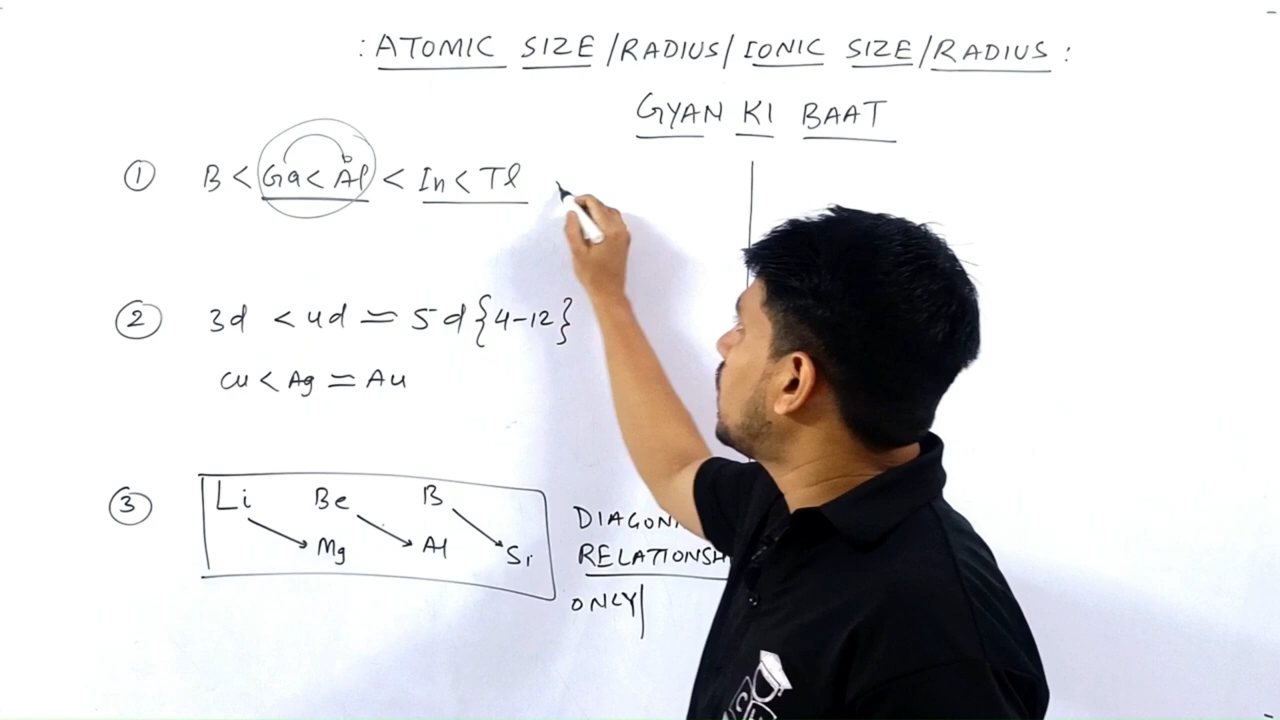 : ATOMIC SIZE / RADIUS / IONIC SIZE / RADIUS :
GYAN KI BAAT
① B < Ga < Al < In < Tl
② 3d < 4d ≃ 5d {4-12}
Cu < Ag ≃ Au
③ Li Be B
Mg Al Si
DIAGON
RELATIONSH
ONLY